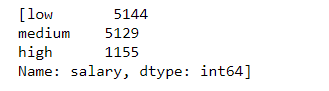 [low 5144
medium 5129
high 1155
Name: salary, dtype: int64]